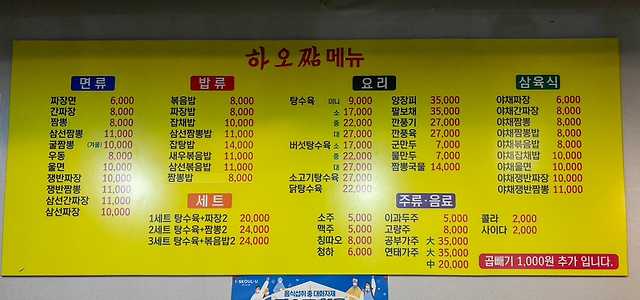 하오짬메뉴
면류
짜장면 6,000
간짜장 8,000
짬뽕 8,000
삼선짬뽕 11,000
굴짬뽕 (겨울) 10,000
우동 8,000
울면 10,000
쟁반짜장 10,000
쟁반짬뽕 11,000
삼선간짜장 11,000
삼선짜장 10,000
밥류
볶음밥 8,000
짜장밥 8,000
잡채밥 10,000
삼선짬뽕밥 11,000
잡탕밥 14,000
새우볶음밥 11,000
삼선볶음밥 11,000
짬뽕밥 8,000
세트
1세트 탕수육+짜장2 20,000
2세트 탕수육+짬뽕2 24,000
3세트 탕수육+볶음밥2 24,000
요리
탕수육 미니 9,000
소 17,000
중 22,000
대 27,000
버섯탕수육 소 17,000
중 22,000
대 27,000
소고기탕수육 27,000
닭탕수육 22,000
양장피 35,000
팔보채 35,000
깐풍기 27,000
깐풍육 27,000
군만두 7,000
물만두 7,000
짬뽕국물 14,000
주류·음료
소주 5,000
맥주 5,000
칭따오 8,000
청하 6,000
이과두주 5,000
고량주 8,000
공부가주 大 35,000
연태가주 大 35,000
中 20,000
콜라 2,000
사이다 2,000
삼육식
야채짜장 6,000
야채간짜장 8,000
야채짬뽕 8,000
야채짬뽕밥 8,000
야채볶음밥 8,000
야채잡채밥 10,000
야채울면 10,000
야채쟁반짜장 10,000
야채쟁반짬뽕 11,000
곱빼기 1,000원 추가 입니다.
I·SEOUL·U
음식섭취 중 대화자제